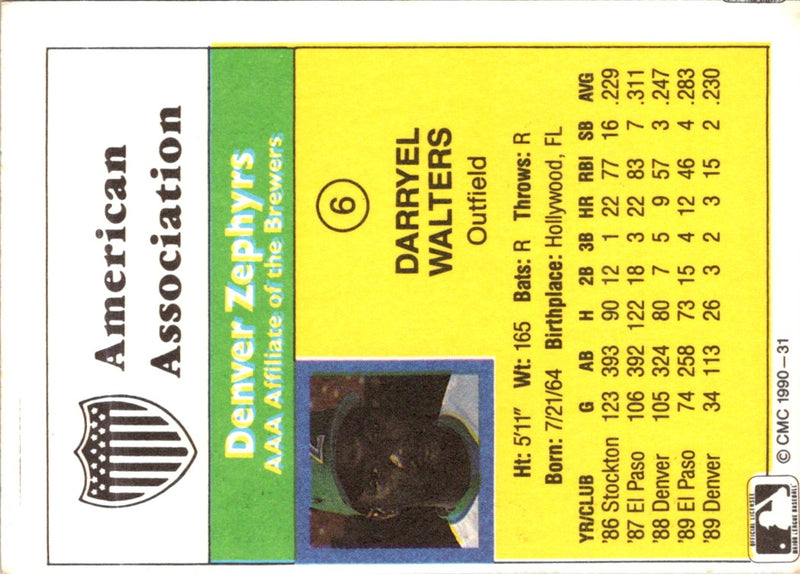 American
Association
Denver Zephyrs
AAA Affiliate of the Brewers
6
DARRYEL
WALTERS
Outfield
Ht: 5'11" Wt: 165 Bats: R Throws: R
Born: 7/21/64 Birthplace: Hollywood, FL
YR/CLUB G AB H 2B 3B HR RBI SB AVG
'86 Stockton 123 393 90 12 1 22 77 16 .229
'87 El Paso 106 392 122 18 3 22 83 7 .311
'88 Denver 105 324 80 7 5 9 57 3 .247
'89 El Paso 74 258 73 15 4 12 46 4 .283
'89 Denver 34 113 26 3 2 3 15 2 .230
© CMC 1990—31
OFFICIAL LICENSEE
MAJOR LEAGUE BASEBALL